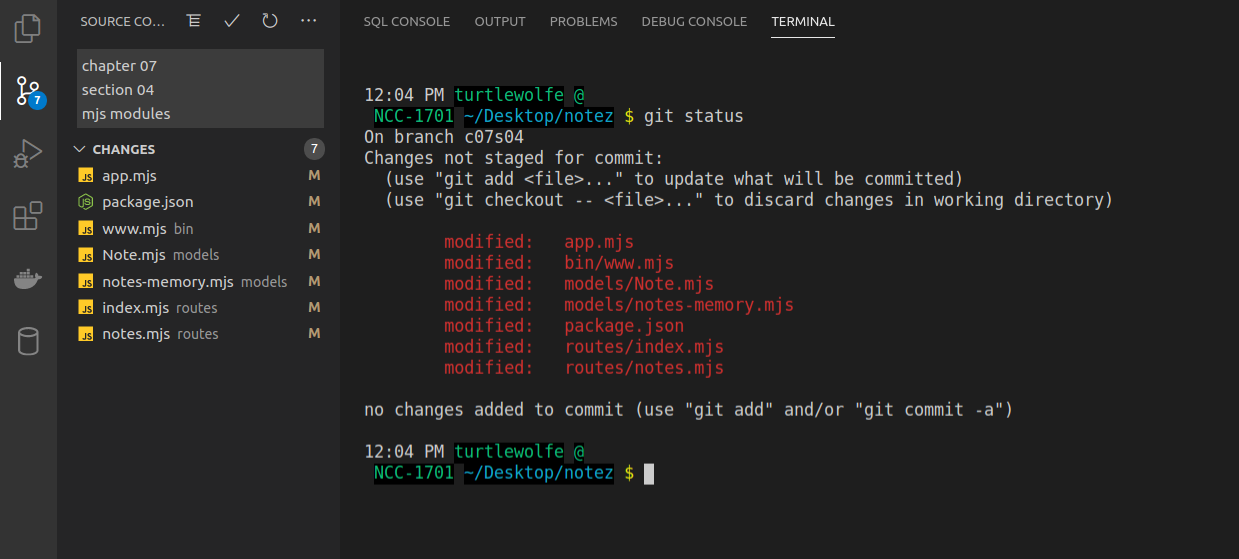 SOURCE CO...
chapter 07
section 04
mjs modules
CHANGES 7
JS app.mjs M
JS package.json M
JS www.mjs bin M
JS Note.mjs models M
JS notes-memory.mjs models M
JS index.mjs routes M
JS notes.mjs routes M
7
SQL CONSOLE OUTPUT PROBLEMS DEBUG CONSOLE TERMINAL
12:04 PM turtlewolfe @
NCC-1701 ~/Desktop/notez $ git status
On branch c07s04
Changes not staged for commit:
(use "git add <file>..." to update what will be committed)
(use "git checkout -- <file>..." to discard changes in working directory)
modified: app.mjs
modified: bin/www.mjs
modified: models/Note.mjs
modified: models/notes-memory.mjs
modified: package.json
modified: routes/index.mjs
modified: routes/notes.mjs
no changes added to commit (use "git add" and/or "git commit -a")
12:04 PM turtlewolfe @
NCC-1701 ~/Desktop/notez $